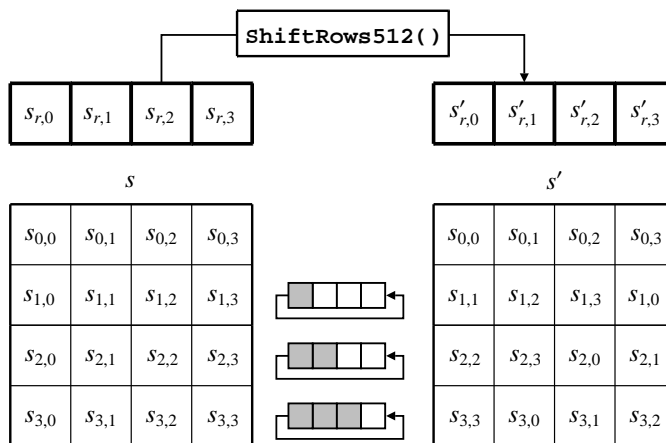 ShiftRows512()
s_{r,0} s_{r,1} s_{r,2} s_{r,3} s'_{r,0} s'_{r,1} s'_{r,2} s'_{r,3}
s s'
s_{0,0} s_{0,1} s_{0,2} s_{0,3} s_{0,0} s_{0,1} s_{0,2} s_{0,3}
s_{1,0} s_{1,1} s_{1,2} s_{1,3} s_{1,1} s_{1,2} s_{1,3} s_{1,0}
s_{2,0} s_{2,1} s_{2,2} s_{2,3} s_{2,2} s_{2,3} s_{2,0} s_{2,1}
s_{3,0} s_{3,1} s_{3,2} s_{3,3} s_{3,3} s_{3,0} s_{3,1} s_{3,2}